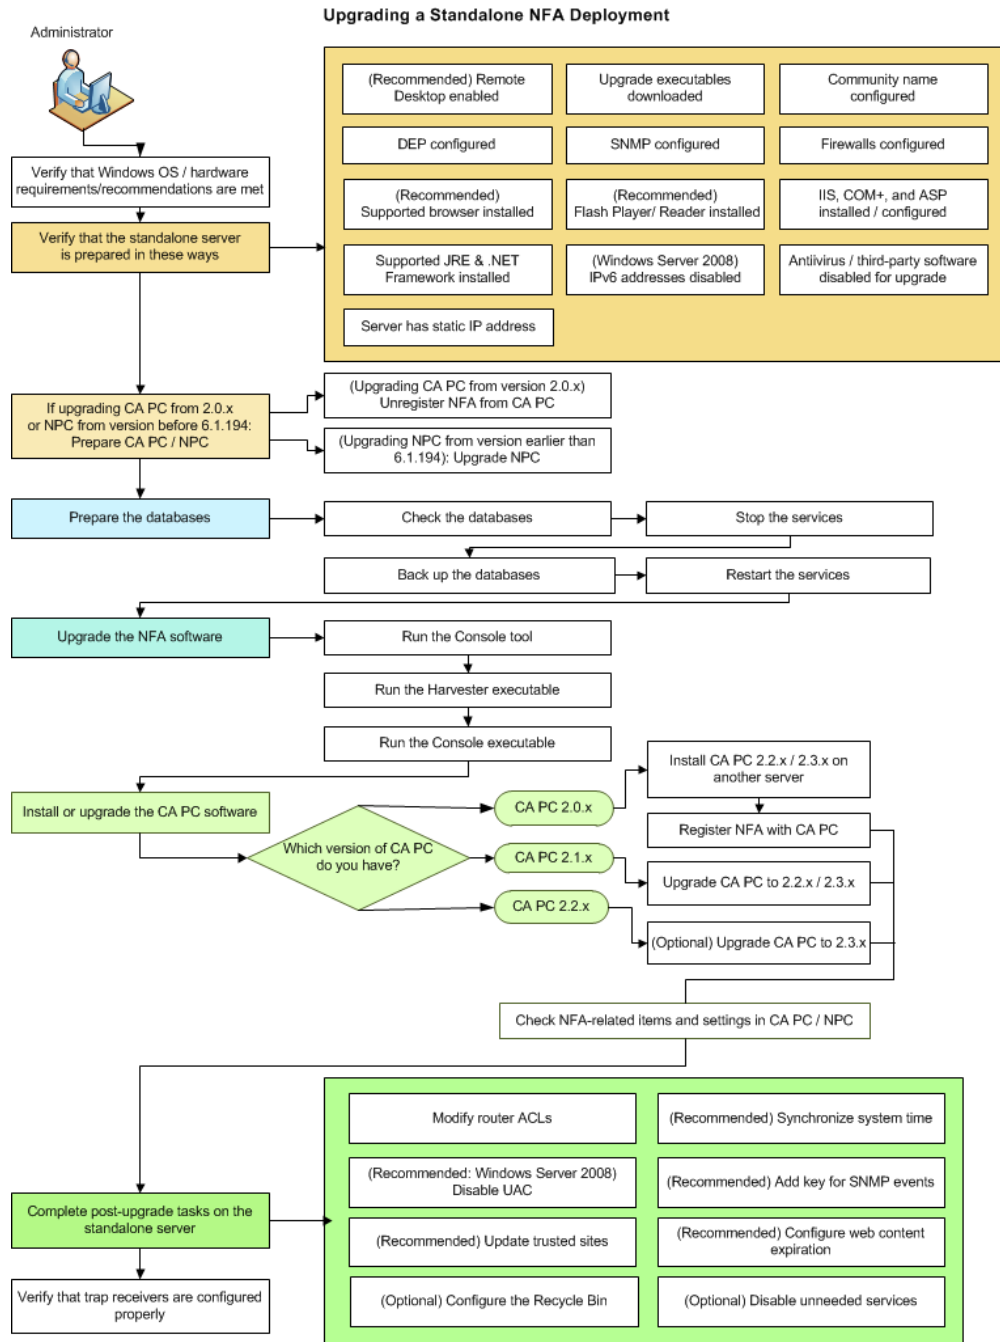 Upgrading a Standalone NFA Deployment
Administrator
Verify that Windows OS / hardware
requirements/recommendations are met
Verify that the standalone server
is prepared in these ways
(Recommended) Remote
Desktop enabled
Upgrade executables
downloaded
Community name
configured
DEP configured
SNMP configured
Firewalls configured
(Recommended)
Supported browser installed
(Recommended)
Flash Player/ Reader installed
IIS, COM+, and ASP
installed / configured
Supported JRE & .NET
Framework installed
(Windows Server 2008)
IPv6 addresses disabled
Antiivirus / third-party software
disabled for upgrade
Server has static IP address
If upgrading CA PC from 2.0.x
or NPC from version before 6.1.194:
Prepare CA PC / NPC
(Upgrading CA PC from version 2.0.x)
Unregister NFA from CA PC
(Upgrading NPC from version earlier than
6.1.194): Upgrade NPC
Prepare the databases
Check the databases
Stop the services
Back up the databases
Restart the services
Upgrade the NFA software
Run the Console tool
Run the Harvester executable
Run the Console executable
Install or upgrade the CA PC software
Which version of CA PC
do you have?
CA PC 2.0.x
CA PC 2.1.x
CA PC 2.2.x
Install CA PC 2.2.x / 2.3.x on
another server
Register NFA with CA PC
Upgrade CA PC to 2.2.x / 2.3.x
(Optional) Upgrade CA PC to 2.3.x
Check NFA-related items and settings in CA PC / NPC
Complete post-upgrade tasks on the
standalone server
Modify router ACLs
(Recommended) Synchronize system time
(Recommended: Windows Server 2008)
Disable UAC
(Recommended) Add key for SNMP events
(Recommended) Update trusted sites
(Recommended) Configure web content
expiration
(Optional) Configure the Recycle Bin
(Optional) Disable unneeded services
Verify that trap receivers are configured
properly